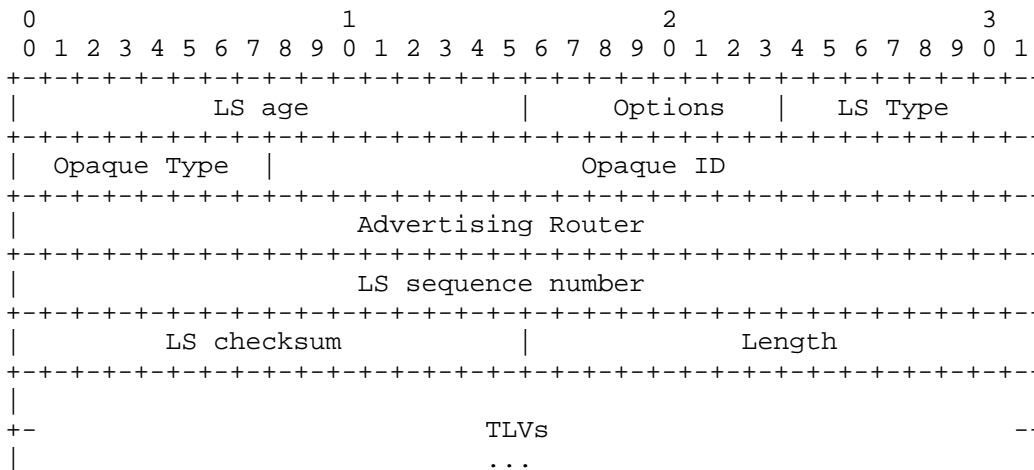 0                   1                   2                   3
 0 1 2 3 4 5 6 7 8 9 0 1 2 3 4 5 6 7 8 9 0 1 2 3 4 5 6 7 8 9 0 1
+-+-+-+-+-+-+-+-+-+-+-+-+-+-+-+-+-+-+-+-+-+-+-+-+-+-+-+-+-+-+-+--
|            LS age             |     Options   |   LS Type
+-+-+-+-+-+-+-+-+-+-+-+-+-+-+-+-+-+-+-+-+-+-+-+-+-+-+-+-+-+-+-+--
|  Opaque Type  |                   Opaque ID
+-+-+-+-+-+-+-+-+-+-+-+-+-+-+-+-+-+-+-+-+-+-+-+-+-+-+-+-+-+-+-+--
|                     Advertising Router
+-+-+-+-+-+-+-+-+-+-+-+-+-+-+-+-+-+-+-+-+-+-+-+-+-+-+-+-+-+-+-+--
|                     LS sequence number
+-+-+-+-+-+-+-+-+-+-+-+-+-+-+-+-+-+-+-+-+-+-+-+-+-+-+-+-+-+-+-+--
|         LS checksum           |             Length
+-+-+-+-+-+-+-+-+-+-+-+-+-+-+-+-+-+-+-+-+-+-+-+-+-+-+-+-+-+-+-+--
|
+-                            TLVs                             --
|                             ...